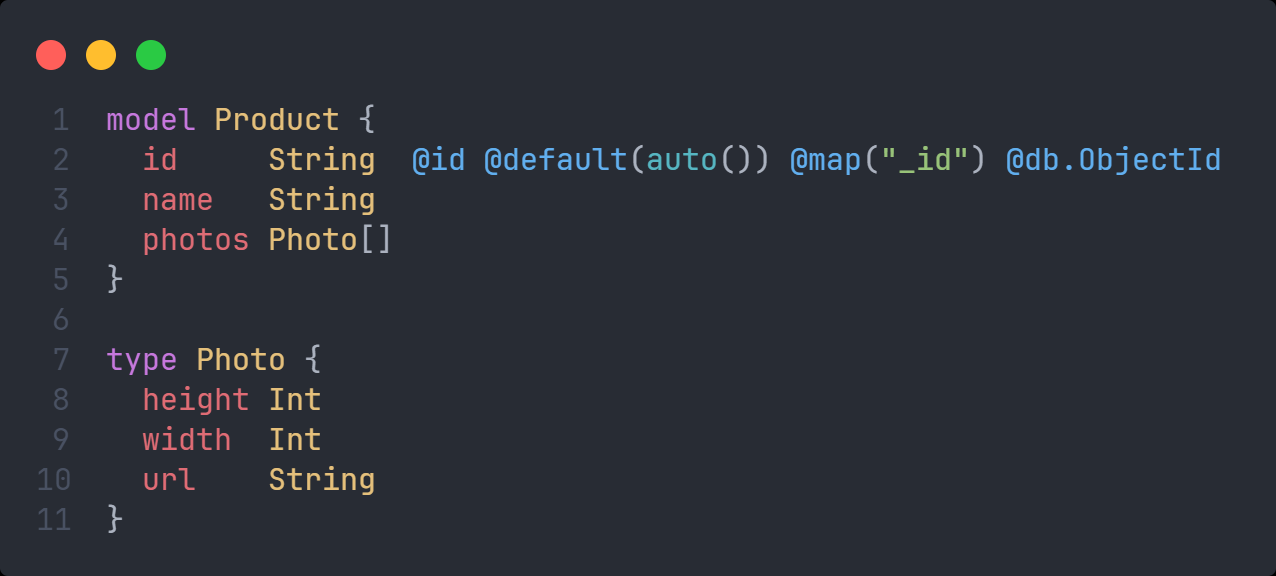 1 model Product {
2   id     String  @id @default(auto()) @map("_id") @db.ObjectId
3   name   String
4   photos Photo[]
5 }
6
7 type Photo {
8   height Int
9   width  Int
10   url    String
11 }